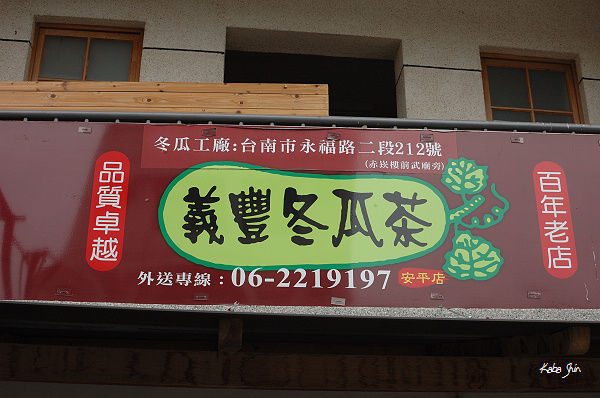 冬瓜工廠:台南市永福路二段212號
(赤崁樓前武廟旁)
品質卓越
義豐冬瓜茶
百年老店
外送專線：06-2219197 安平店
Kaba Jhin